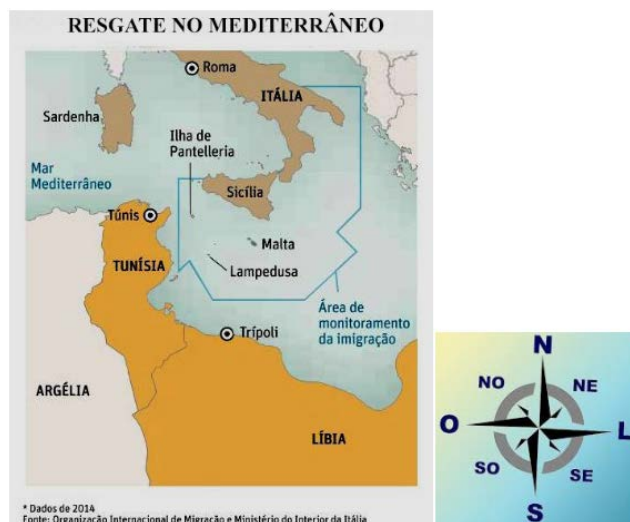 RESGATE NO MEDITERRÂNEO
Roma
ITÁLIA
Sardenha
Ilha de
Pantelleria
Mar
Mediterrâneo
Sicília
Túnis
Malta
TUNÍSIA
Lampedusa
Área de
monitoramento
da imigração
Trípoli
ARGÉLIA
LÍBIA
* Dados de 2014
Fonte: Organização Internacional de Migração e Ministério do Interior da Itália
N
NO
NE
O
L
SO
SE
S